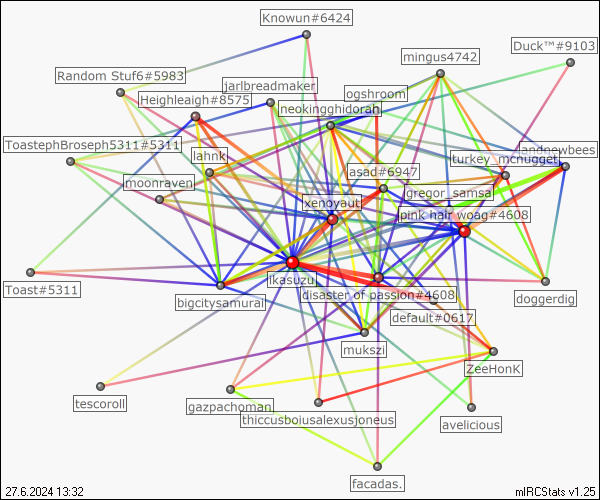 Knowun#6424
Duck™#9103
mingus4742
Random Stuf6#5983
jarlbreadmaker
ogshroom
Heighleaigh#8575
neokingghidorah
ToastephBroseph5311#5311
lahnk
landnewbees
turkey_mcnugget
asad#6947
moonraven
gregor_samsa
xenoyaut
pink hair woag#4608
ikasuzu
Toast#5311
disaster of passion#4608
bigcitysamurai
doggerdig
default#0617
mukszi
ZeeHonK
tescoroll
gazpachoman
thiccusboiusalexusjoneus
avelicious
facadas.
27.6.2024 13:32
mIRCStats v1.25